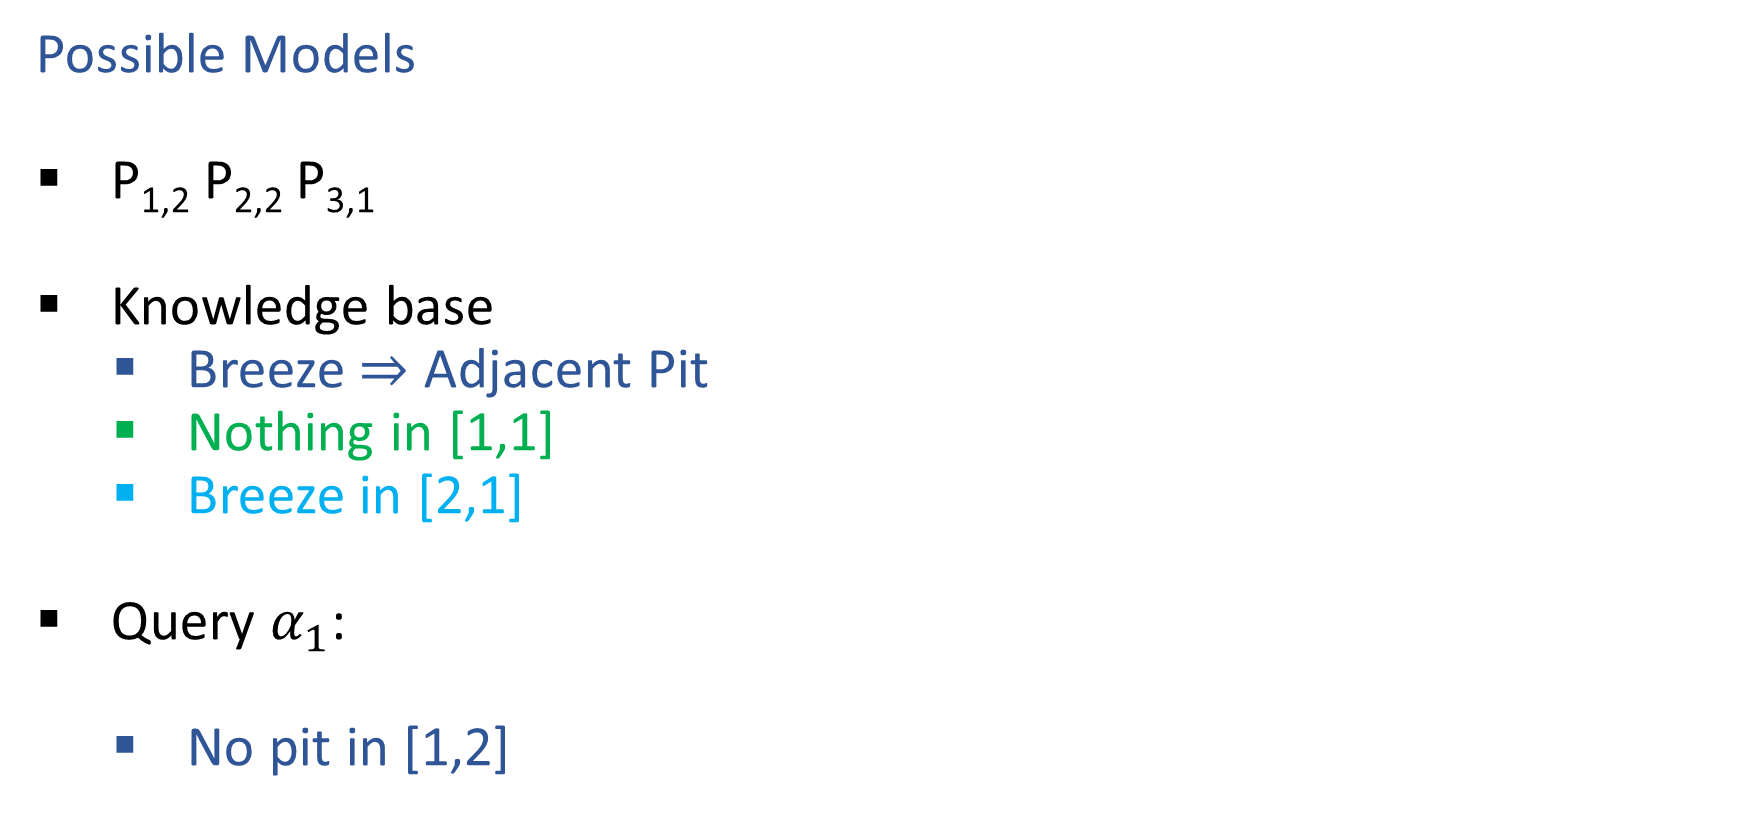 Possible Models
▪ P₁,₂ P₂,₂ P₃,₁
▪ Knowledge base
▪ Breeze ⇒ Adjacent Pit
▪ Nothing in [1,1]
▪ Breeze in [2,1]
▪ Query α₁:
▪ No pit in [1,2]